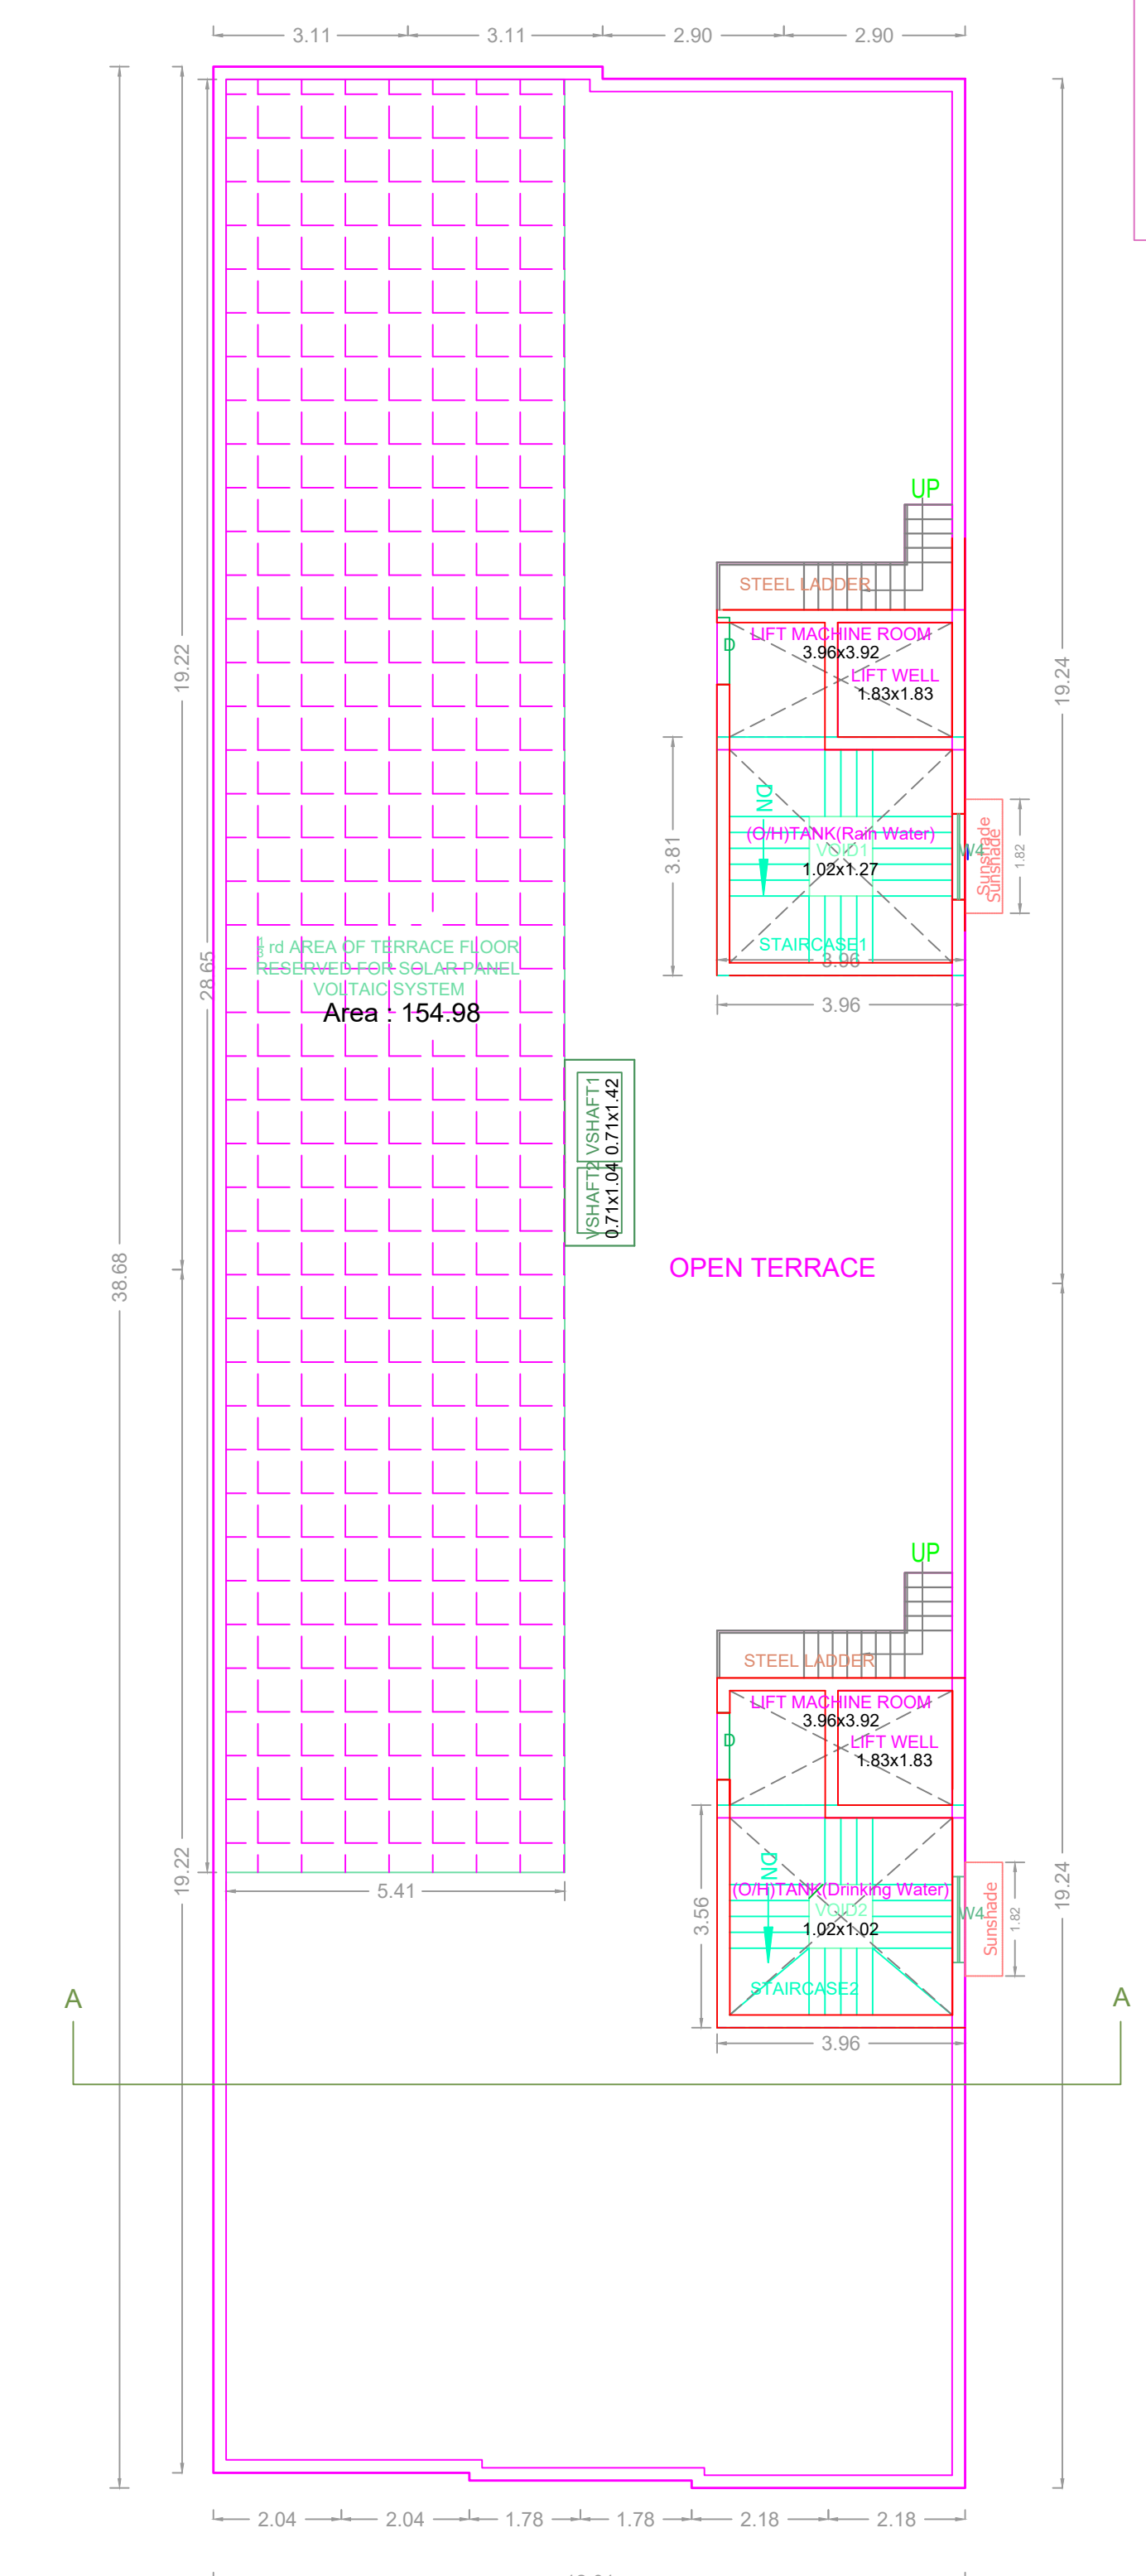 3.11 3.11 2.90 2.90
UP
STEEL LADDER
LIFT MACHINE ROOM
3.96x3.92
D
LIFT WELL
1.83x1.83
19.22
19.24
DN
(O/H)TANK(Rain Water)
VOID1
1.02x1.27
W4
Sunshade
Sunshade
1.82
3.81
STAIRCASE1
3.96
3.96
28.65
1/3 rd AREA OF TERRACE FLOOR
RESERVED FOR SOLAR PANEL
VOLTAIC SYSTEM
Area : 154.98
VSHAFT1
0.71x1.42
VSHAFT2
0.71x1.04
38.68
OPEN TERRACE
UP
STEEL LADDER
LIFT MACHINE ROOM
3.96x3.92
D
LIFT WELL
1.83x1.83
19.22
19.24
5.41
DN
(O/H)TANK(Drinking Water)
VOID2
1.02x1.02
W4
Sunshade
1.82
3.56
STAIRCASE2
3.96
A A
2.04 2.04 1.78 1.78 2.18 2.18